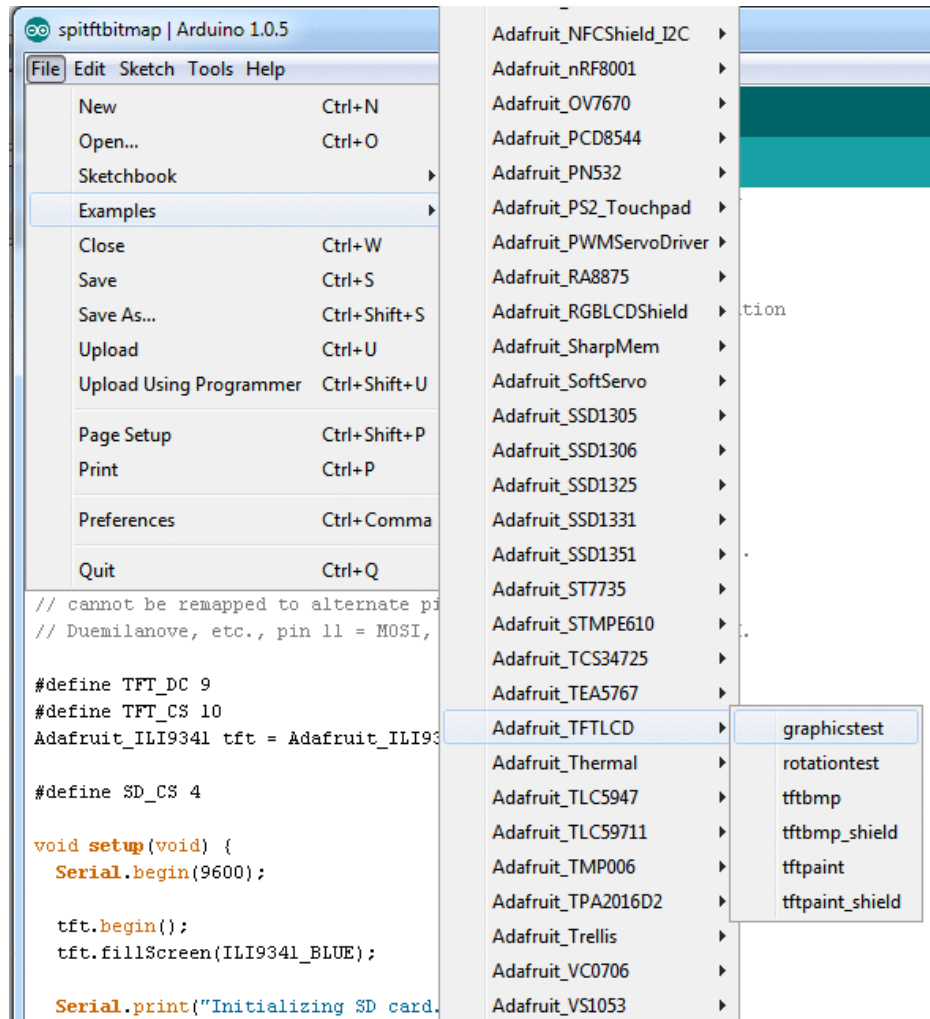 spitftbitmap | Arduino 1.0.5
File Edit Sketch Tools Help
New Ctrl+N
Open... Ctrl+O
Sketchbook
Examples
Close Ctrl+W
Save Ctrl+S
Save As... Ctrl+Shift+S
Upload Ctrl+U
Upload Using Programmer Ctrl+Shift+U
Page Setup Ctrl+Shift+P
Print Ctrl+P
Preferences Ctrl+Comma
Quit Ctrl+Q
Adafruit_NFCShield_I2C
Adafruit_nRF8001
Adafruit_OV7670
Adafruit_PCD8544
Adafruit_PN532
Adafruit_PS2_Touchpad
Adafruit_PWMServoDriver
Adafruit_RA8875
Adafruit_RGBLCDShield
Adafruit_SharpMem
Adafruit_SoftServo
Adafruit_SSD1305
Adafruit_SSD1306
Adafruit_SSD1325
Adafruit_SSD1331
Adafruit_SSD1351
Adafruit_ST7735
Adafruit_STMPE610
Adafruit_TCS34725
Adafruit_TEA5767
Adafruit_TFTLCD
Adafruit_Thermal
Adafruit_TLC5947
Adafruit_TLC59711
Adafruit_TMP006
Adafruit_TPA2016D2
Adafruit_Trellis
Adafruit_VC0706
Adafruit_VS1053
graphicstest
rotationtest
tftbmp
tftbmp_shield
tftpaint
tftpaint_shield
tion
// cannot be remapped to alternate pi
// Duemilanove, etc., pin 11 = MOSI,
#define TFT_DC 9
#define TFT_CS 10
Adafruit_ILI9341 tft = Adafruit_ILI93
#define SD_CS 4
void setup(void) {
Serial.begin(9600);
tft.begin();
tft.fillScreen(ILI9341_BLUE);
Serial.print("Initializing SD card.